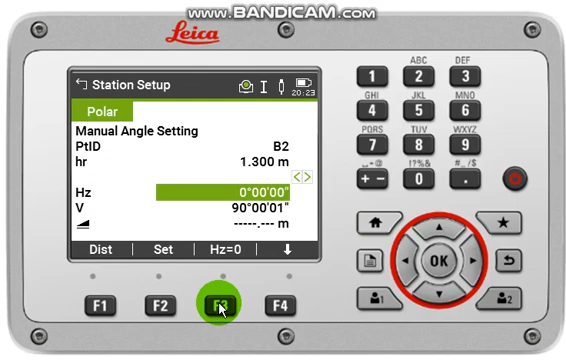 www.BANDICAM.com
Leica
Station Setup
20:23
Polar
Manual Angle Setting
PtID B2
hr 1.300 m
Hz 0°00'00"
V 90°00'01"
-----.--- m
Dist Set Hz=0
F1 F2 F3 F4
ABC DEF
1 2 3
GHI JKL MNO
4 5 6
PQRS TUV WXYZ
7 8 9
_-@ !?%& #_/$
+ - 0 .
OK
1 2